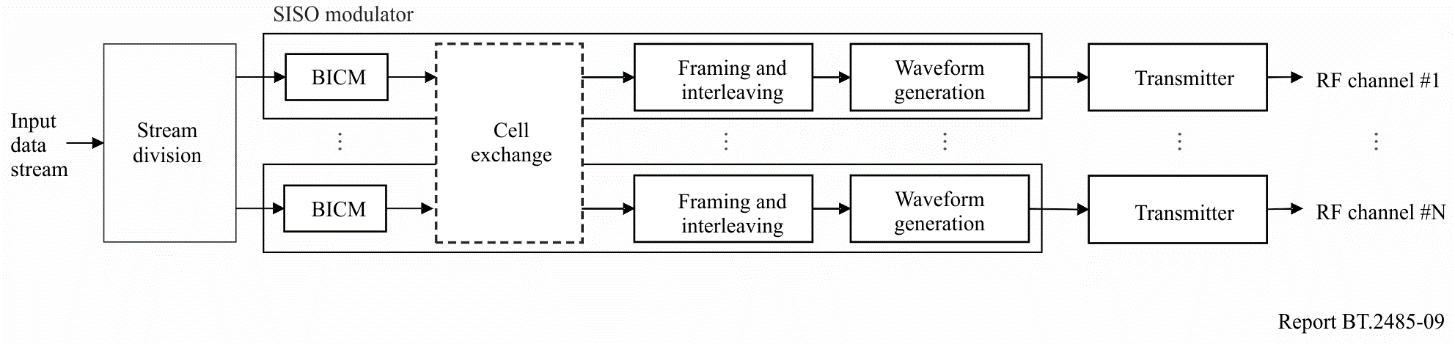 SISO modulator
Input
data
stream
Stream
division
BICM
Cell
exchange
Framing and
interleaving
Waveform
generation
Transmitter
RF channel #1
BICM
Framing and
interleaving
Waveform
generation
Transmitter
RF channel #N
Report BT.2485-09